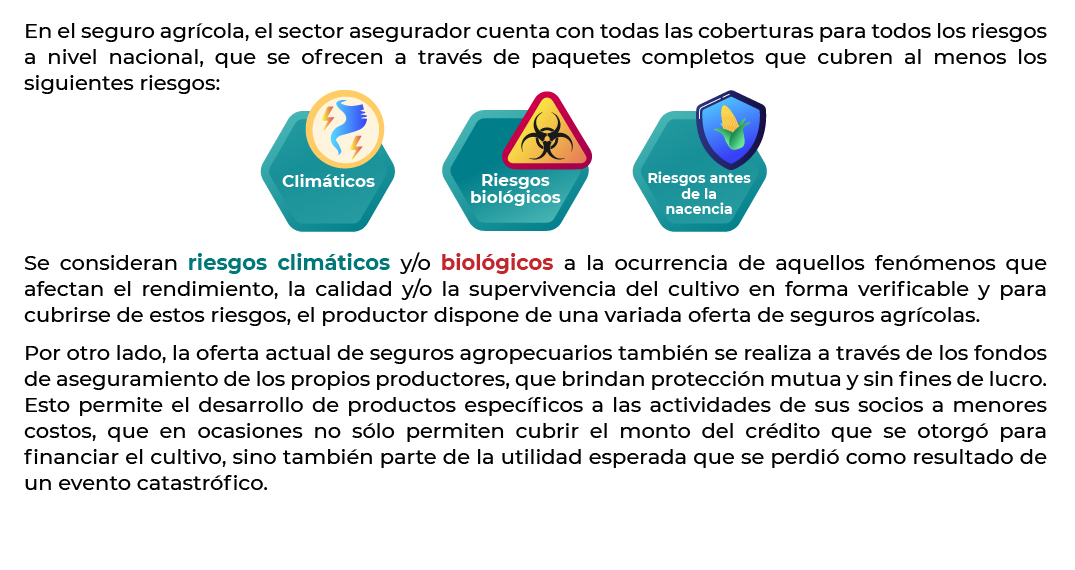 En el seguro agrícola, el sector asegurador cuenta con todas las coberturas para todos los riesgos
a nivel nacional, que se ofrecen a través de paquetes completos que cubren al menos los
siguientes riesgos:
Climáticos
Riesgos
biológicos
Riesgos antes
de la
nacencia
Se consideran riesgos climáticos y/o biológicos a la ocurrencia de aquellos fenómenos que
afectan el rendimiento, la calidad y/o la supervivencia del cultivo en forma verificable y para
cubrirse de estos riesgos, el productor dispone de una variada oferta de seguros agrícolas.
Por otro lado, la oferta actual de seguros agropecuarios también se realiza a través de los fondos
de aseguramiento de los propios productores, que brindan protección mutua y sin fines de lucro.
Esto permite el desarrollo de productos específicos a las actividades de sus socios a menores
costos, que en ocasiones no sólo permiten cubrir el monto del crédito que se otorgó para
financiar el cultivo, sino también parte de la utilidad esperada que se perdió como resultado de
un evento catastrófico.